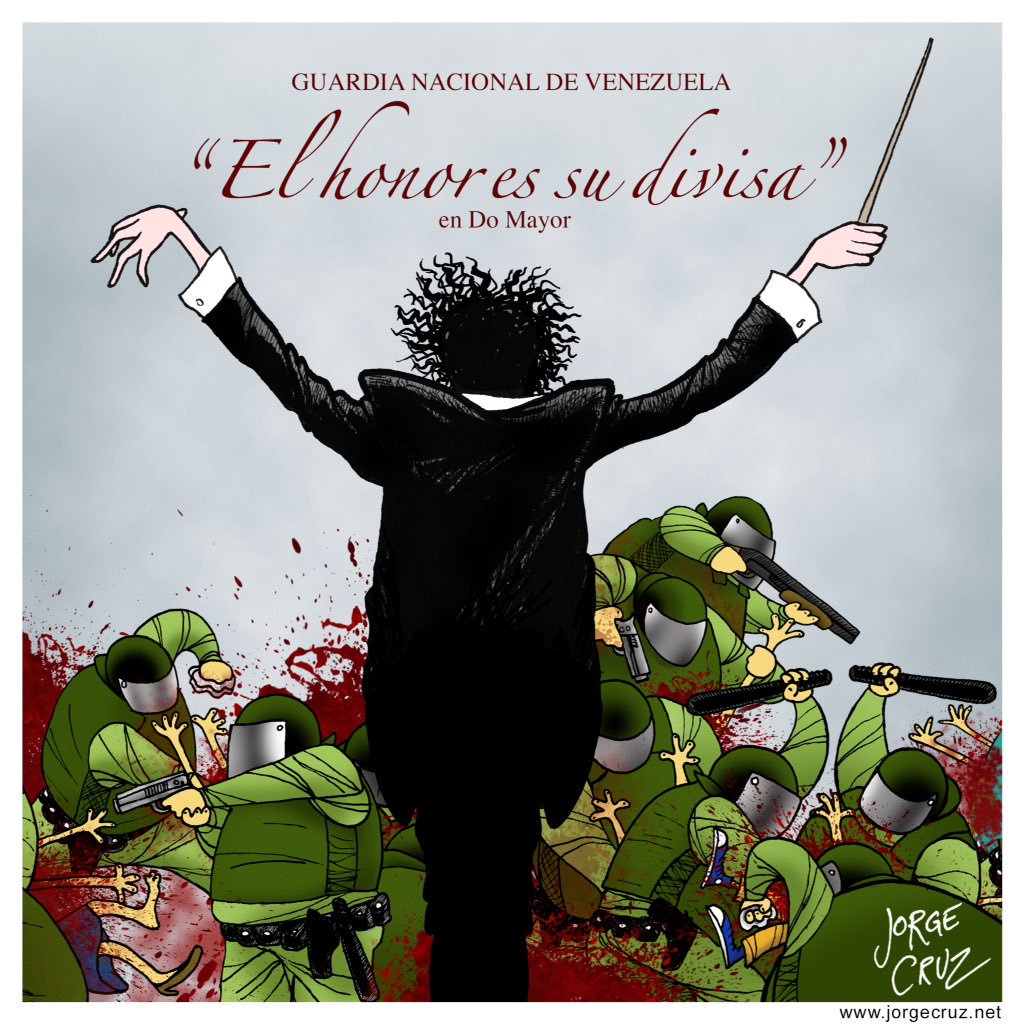 GUARDIA NACIONAL DE VENEZUELA
“El honor es su divisa”
en Do Mayor
JORGE
CRUZ
www.jorgecruz.net